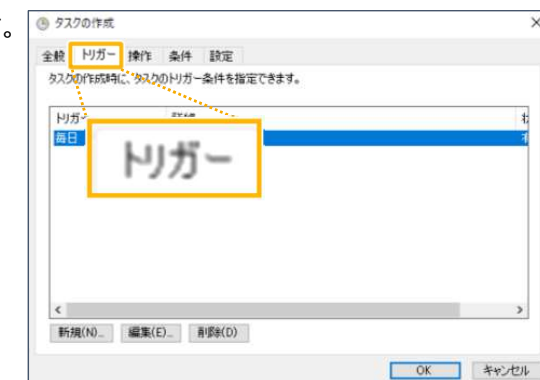 。
タスクの作成
全般 トリガー 操作 条件 設定
タスクの作成時に、タスクのトリガー条件を指定できます。
トリガー
毎日
トリガー
新規(N)... 編集(E)... 削除(D)
OK キャンセル